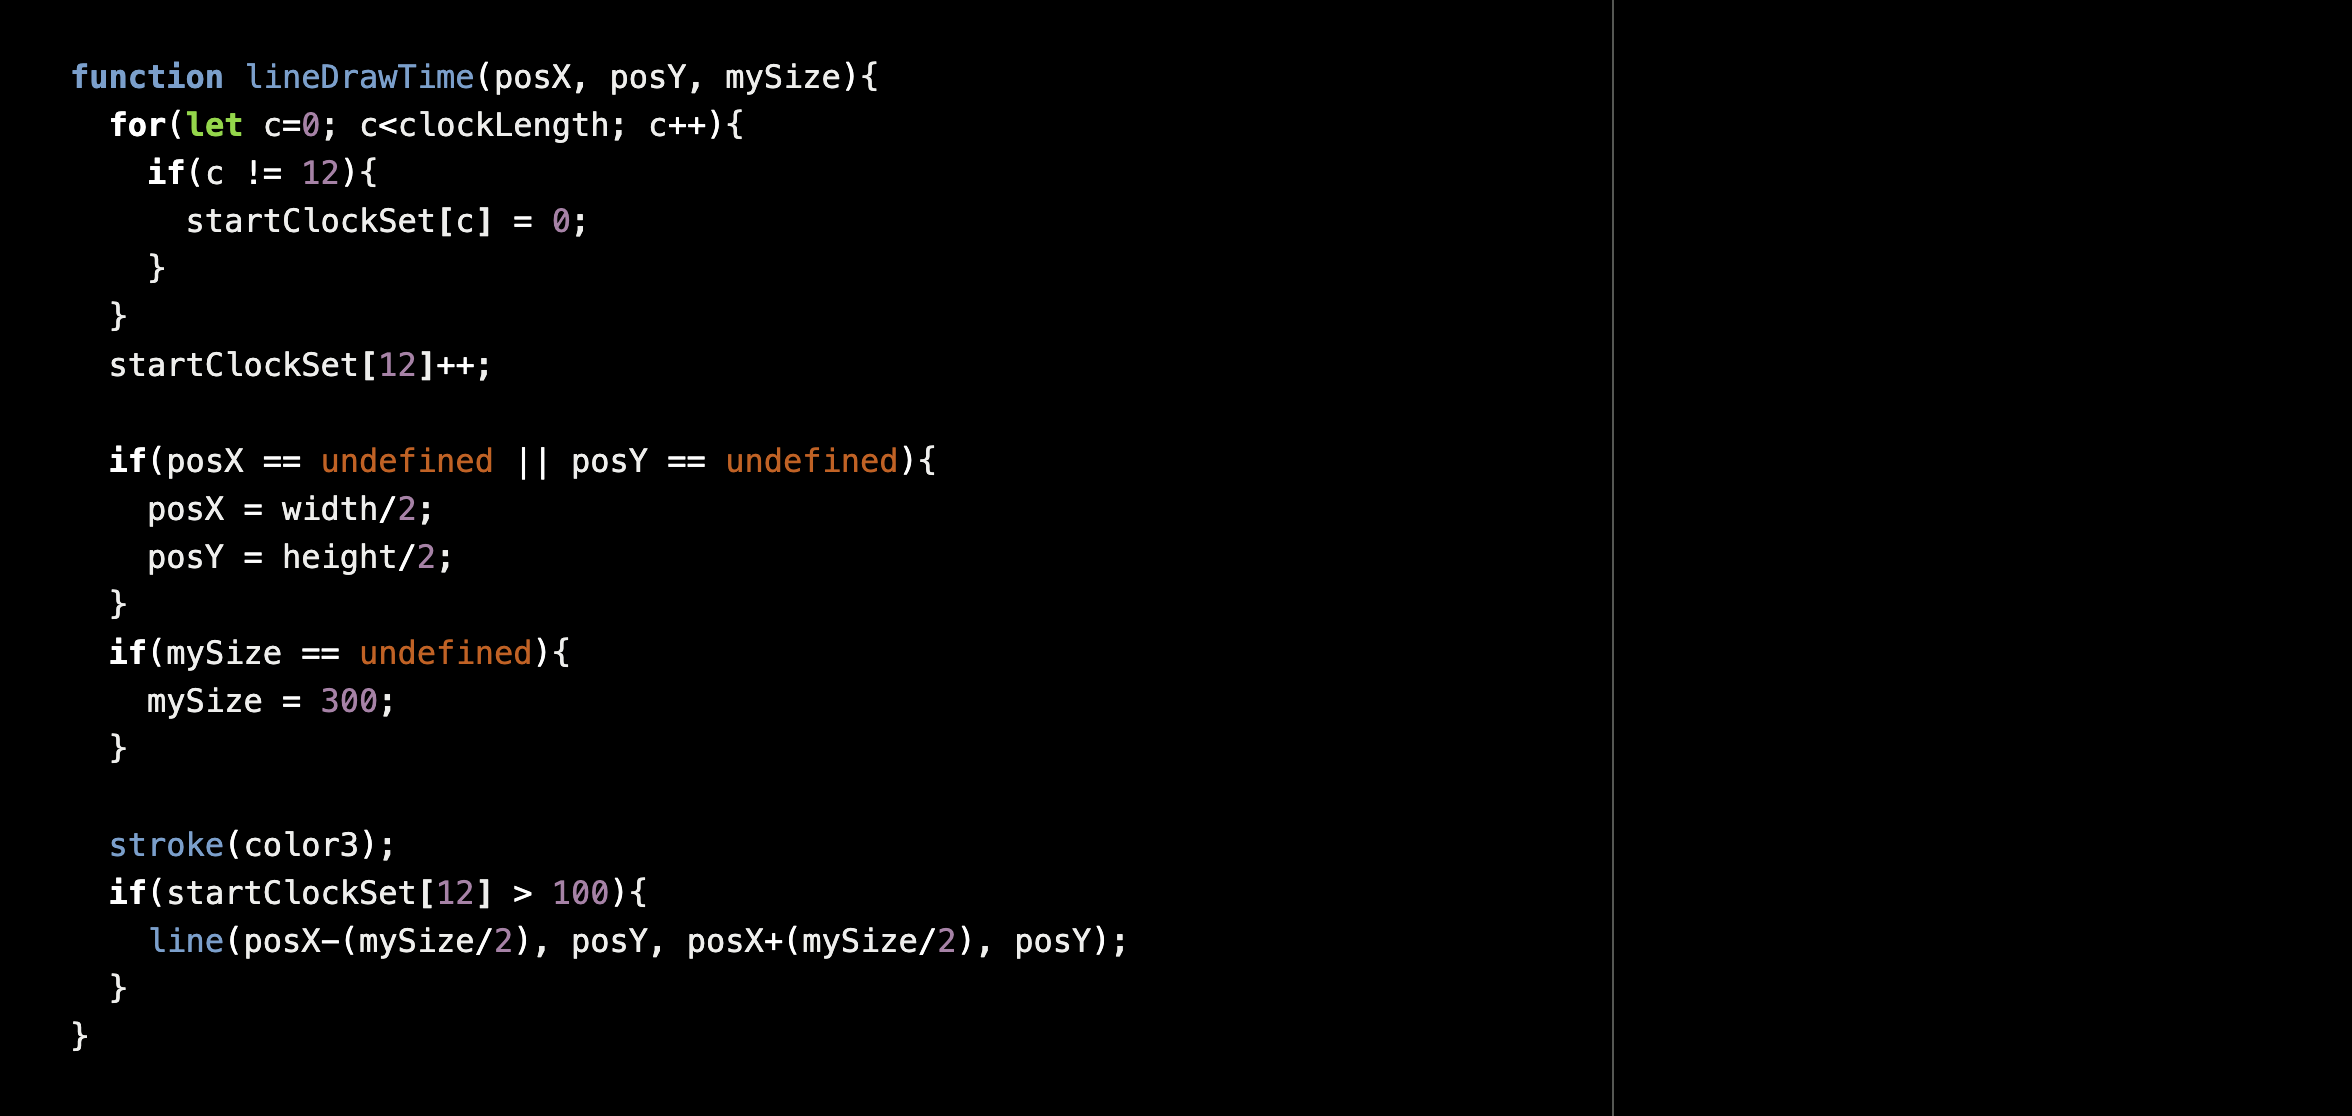 function lineDrawTime(posX, posY, mySize){
for(let c=0; c<clockLength; c++){
if(c != 12){
startClockSet[c] = 0;
}
}
startClockSet[12]++;
if(posX == undefined || posY == undefined){
posX = width/2;
posY = height/2;
}
if(mySize == undefined){
mySize = 300;
}
stroke(color3);
if(startClockSet[12] > 100){
line(posX-(mySize/2), posY, posX+(mySize/2), posY);
}
}